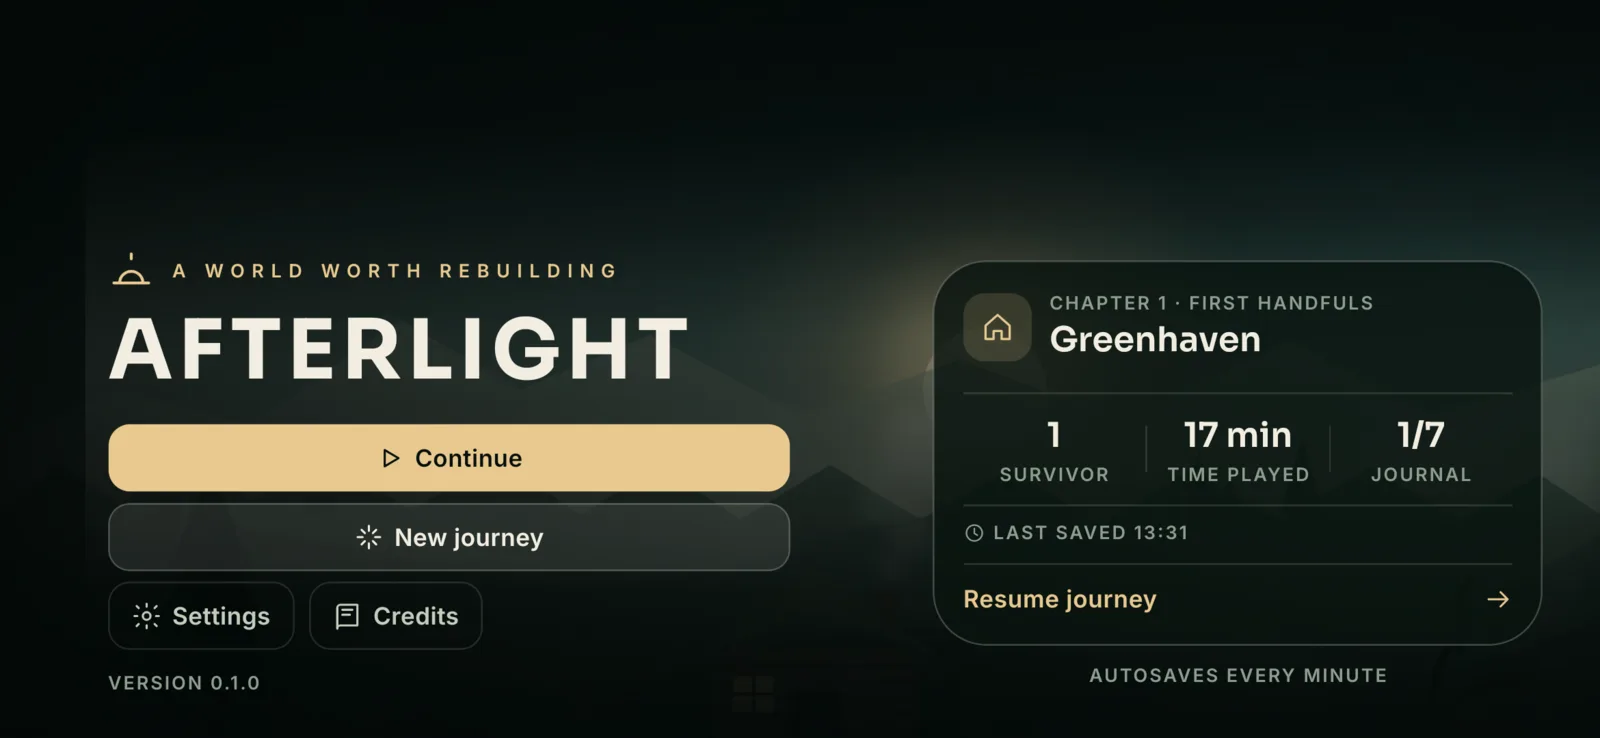 A WORLD WORTH REBUILDING
AFTERLIGHT
Continue
New journey
Settings
Credits
VERSION 0.1.0
CHAPTER 1 · FIRST HANDFULS
Greenhaven
1
SURVIVOR
17 min
TIME PLAYED
1/7
JOURNAL
LAST SAVED 13:31
Resume journey
AUTOSAVES EVERY MINUTE